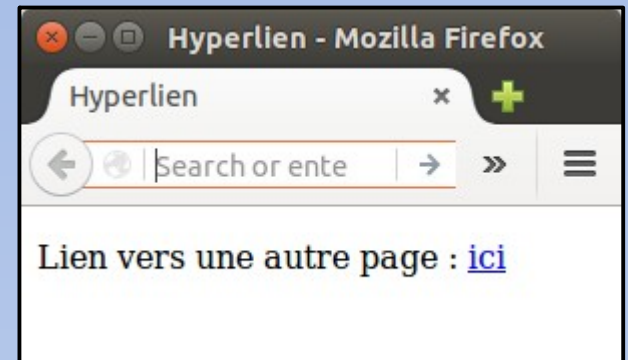 Hyperlien - Mozilla Firefox
Hyperlien
Search or ente
Lien vers une autre page : ici